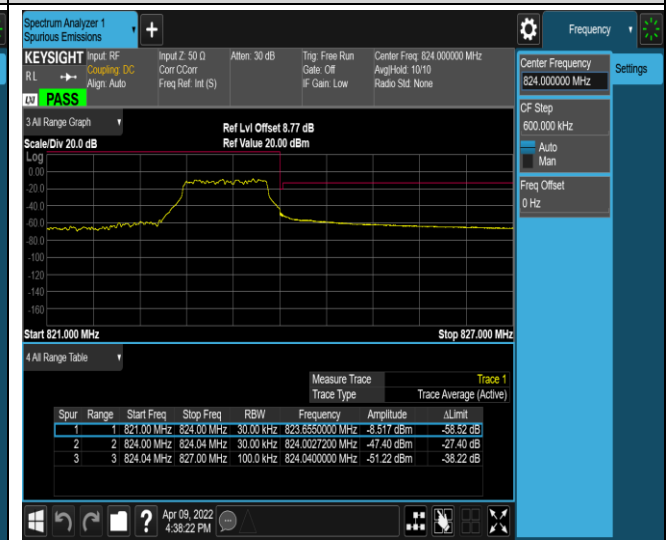 Spectrum Analyzer 1
Spurious Emissions
+
Frequency
KEYSIGHT
Input: RF
Coupling: DC
Align: Auto
Input Z: 50 Ω
Corr CCorr
Freq Ref: Int (S)
Atten: 30 dB
Trig: Free Run
Gate: Off
IF Gain: Low
Center Freq: 824.000000 MHz
Avg|Hold: 10/10
Radio Std: None
R L
LXI
PASS
Center Frequency
824.000000 MHz
Settings
CF Step
600.000 kHz
Auto
Man
Freq Offset
0 Hz
3 All Range Graph
Ref Lvl Offset 8.77 dB
Scale/Div 20.0 dB
Ref Value 20.00 dBm
Log
0.00
-20.0
-40.0
-60.0
-80.0
-100
-120
-140
-160
Start 821.000 MHz
Stop 827.000 MHz
4 All Range Table
Measure Trace Trace 1
Trace Type Trace Average (Active)
Spur Range Start Freq Stop Freq RBW Frequency Amplitude ΔLimit
1 1 821.00 MHz 824.00 MHz 30.00 kHz 823.6550000 MHz -8.517 dBm -58.52 dB
2 2 824.00 MHz 824.04 MHz 30.00 kHz 824.0027200 MHz -47.40 dBm -27.40 dB
3 3 824.04 MHz 827.00 MHz 100.0 kHz 824.0400000 MHz -51.22 dBm -38.22 dB
?
Apr 09, 2022
4:38:22 PM